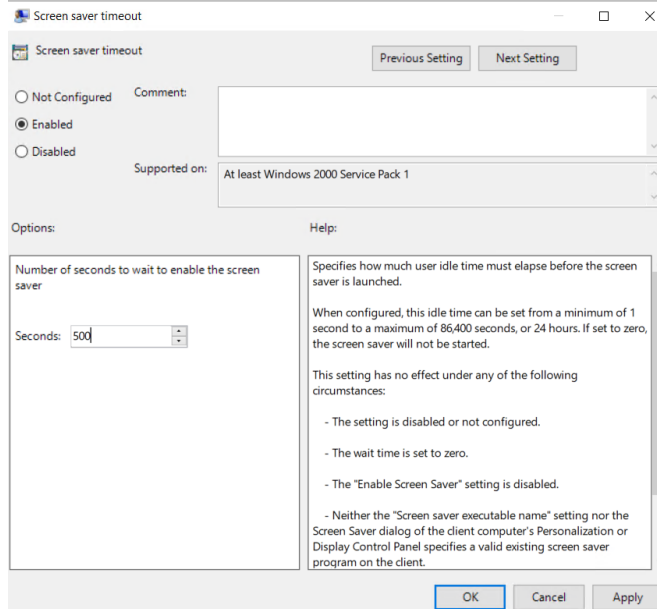 Screen saver timeout
Screen saver timeout
Previous Setting
Next Setting
Not Configured
Comment:
Enabled
Disabled
Supported on:
At least Windows 2000 Service Pack 1
Options:
Help:
Number of seconds to wait to enable the screen
saver
Seconds: 500
Specifies how much user idle time must elapse before the screen
saver is launched.
When configured, this idle time can be set from a minimum of 1
second to a maximum of 86,400 seconds, or 24 hours. If set to zero,
the screen saver will not be started.
This setting has no effect under any of the following
circumstances:
- The setting is disabled or not configured.
- The wait time is set to zero.
- The "Enable Screen Saver" setting is disabled.
- Neither the "Screen saver executable name" setting nor the
Screen Saver dialog of the client computer's Personalization or
Display Control Panel specifies a valid existing screen saver
program on the client.
OK
Cancel
Apply